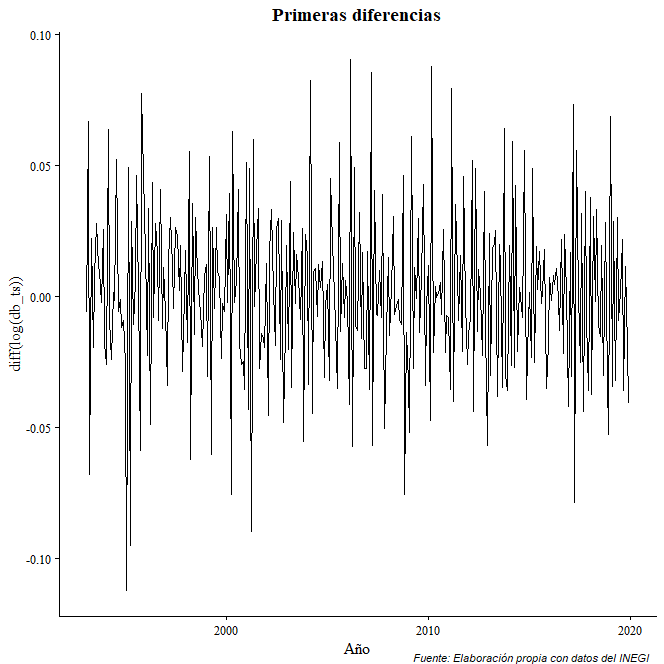 Primeras diferencias
0.10
0.05
0.00
-0.05
-0.10
diff(log(db_ts))
2000
2010
2020
Año
Fuente: Elaboración propia con datos del INEGI